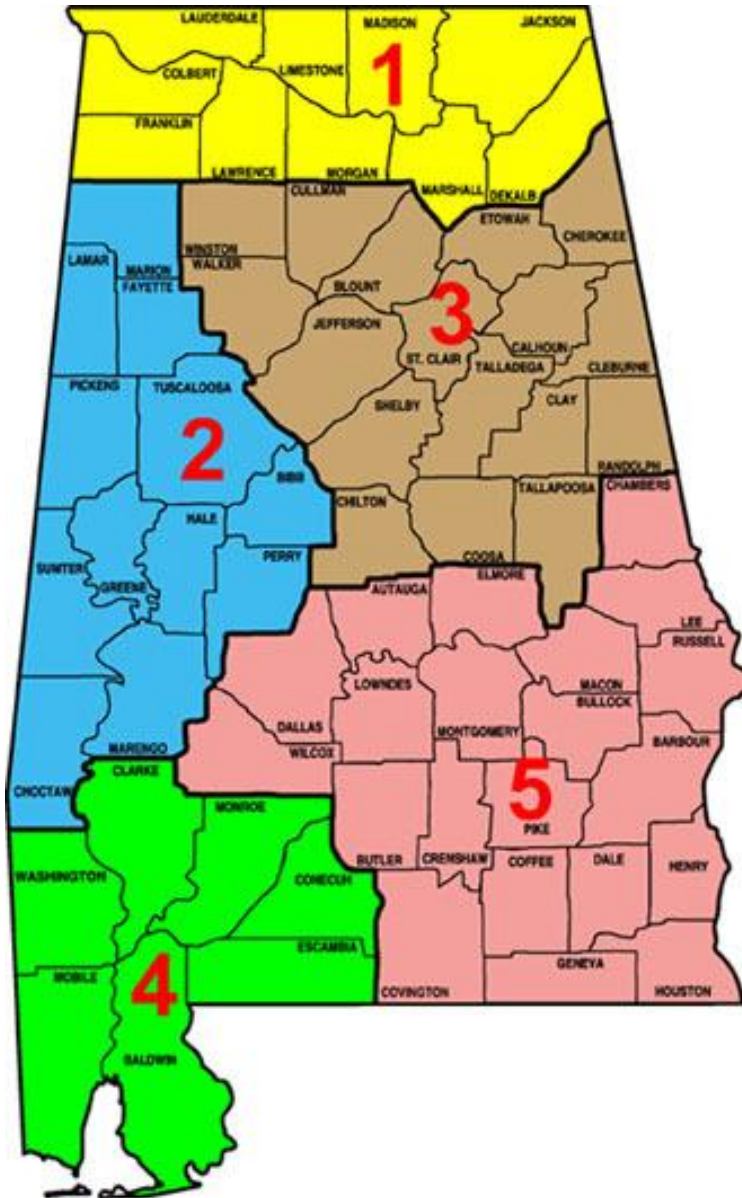 LAUDERDALE
MADISON
JACKSON
COLBERT
LIMESTONE
1
FRANKLIN
LAWRENCE
MORGAN
MARSHALL
DEKALB
CULLMAN
ETOWAH
CHEROKEE
WINSTON
WALKER
BLOUNT
LAMAR
MARION
FAYETTE
3
JEFFERSON
ST. CLAIR
CALHOUN
TALLADEGA
CLEBURNE
PICKENS
TUSCALOOSA
SHELBY
CLAY
2
BIBB
RANDOLPH
CHAMBERS
CHILTON
TALLAPOOSA
HALE
SUMTER
GREENE
PERRY
COOSA
ELMORE
AUTAUGA
LEE
RUSSELL
LOWNDES
MACON
BULLOCK
DALLAS
MONTGOMERY
WILCOX
BARBOUR
MARENGO
CHOCTAW
CLARKE
MONROE
5
PIKE
BUTLER
CRENSHAW
COFFEE
DALE
HENRY
WASHINGTON
CONECUH
ESCAMBIA
GENEVA
MOBILE
4
COVINGTON
HOUSTON
BALDWIN